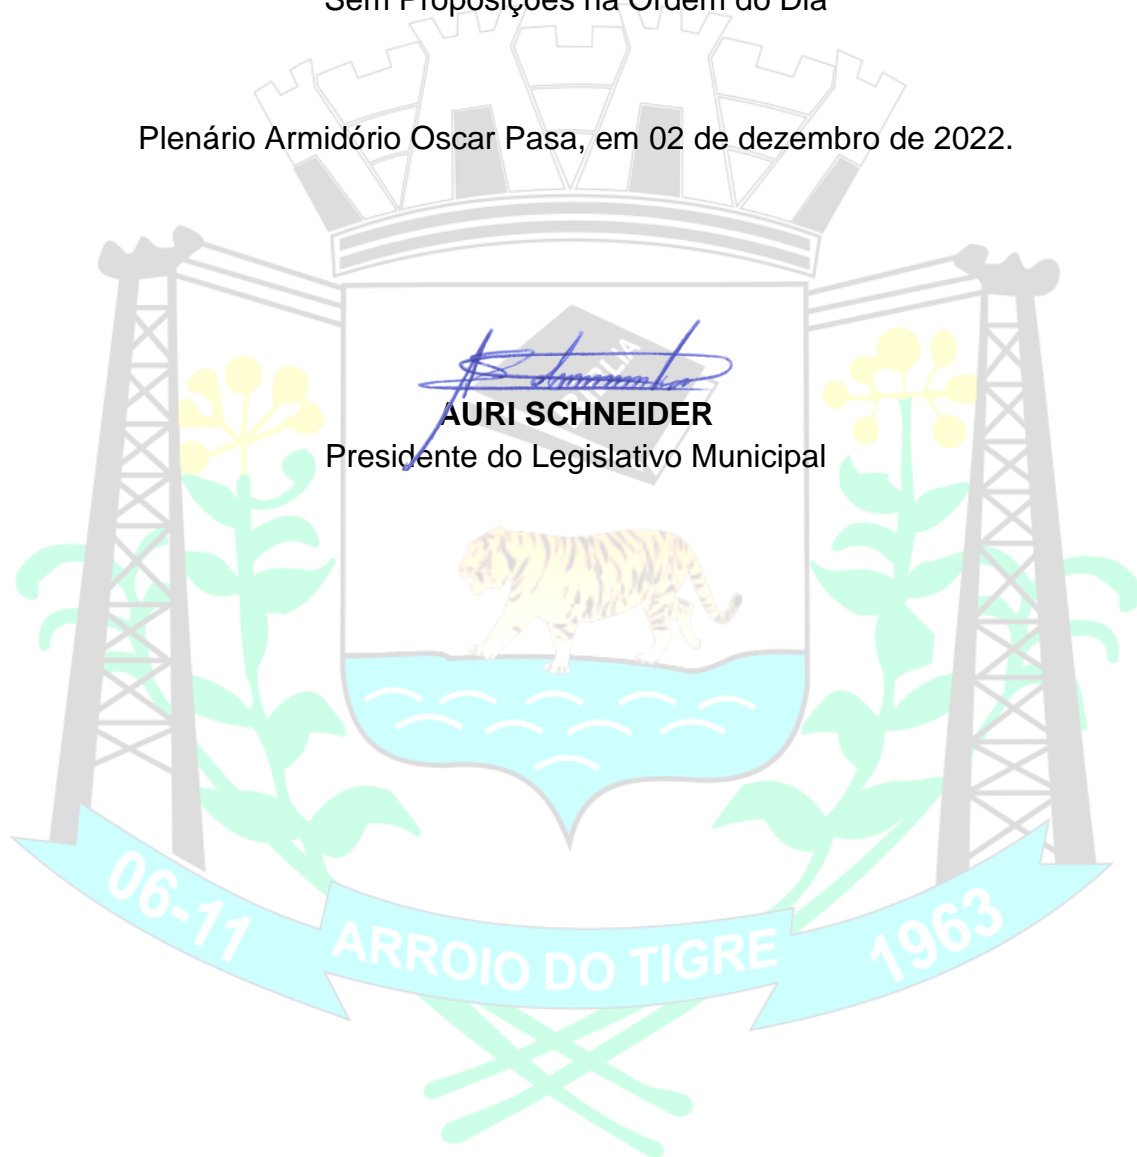 Sem Proposições na Ordem do Dia
Plenário Armidório Oscar Pasa, em 02 de dezembro de 2022.
AURI SCHNEIDER
Presidente do Legislativo Municipal
06-11
ARROIO DO TIGRE
1963